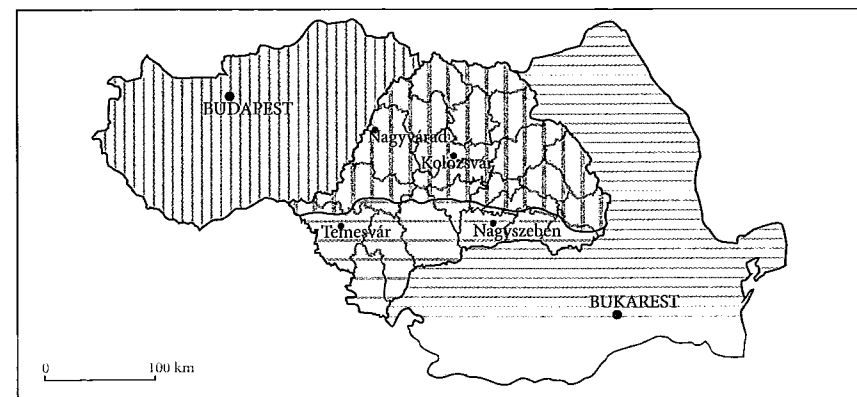 BUDAPEST
Nagyvárad
Kolozsvár
Temesvár
Nagyszeben
BUKAREST
0 100 km